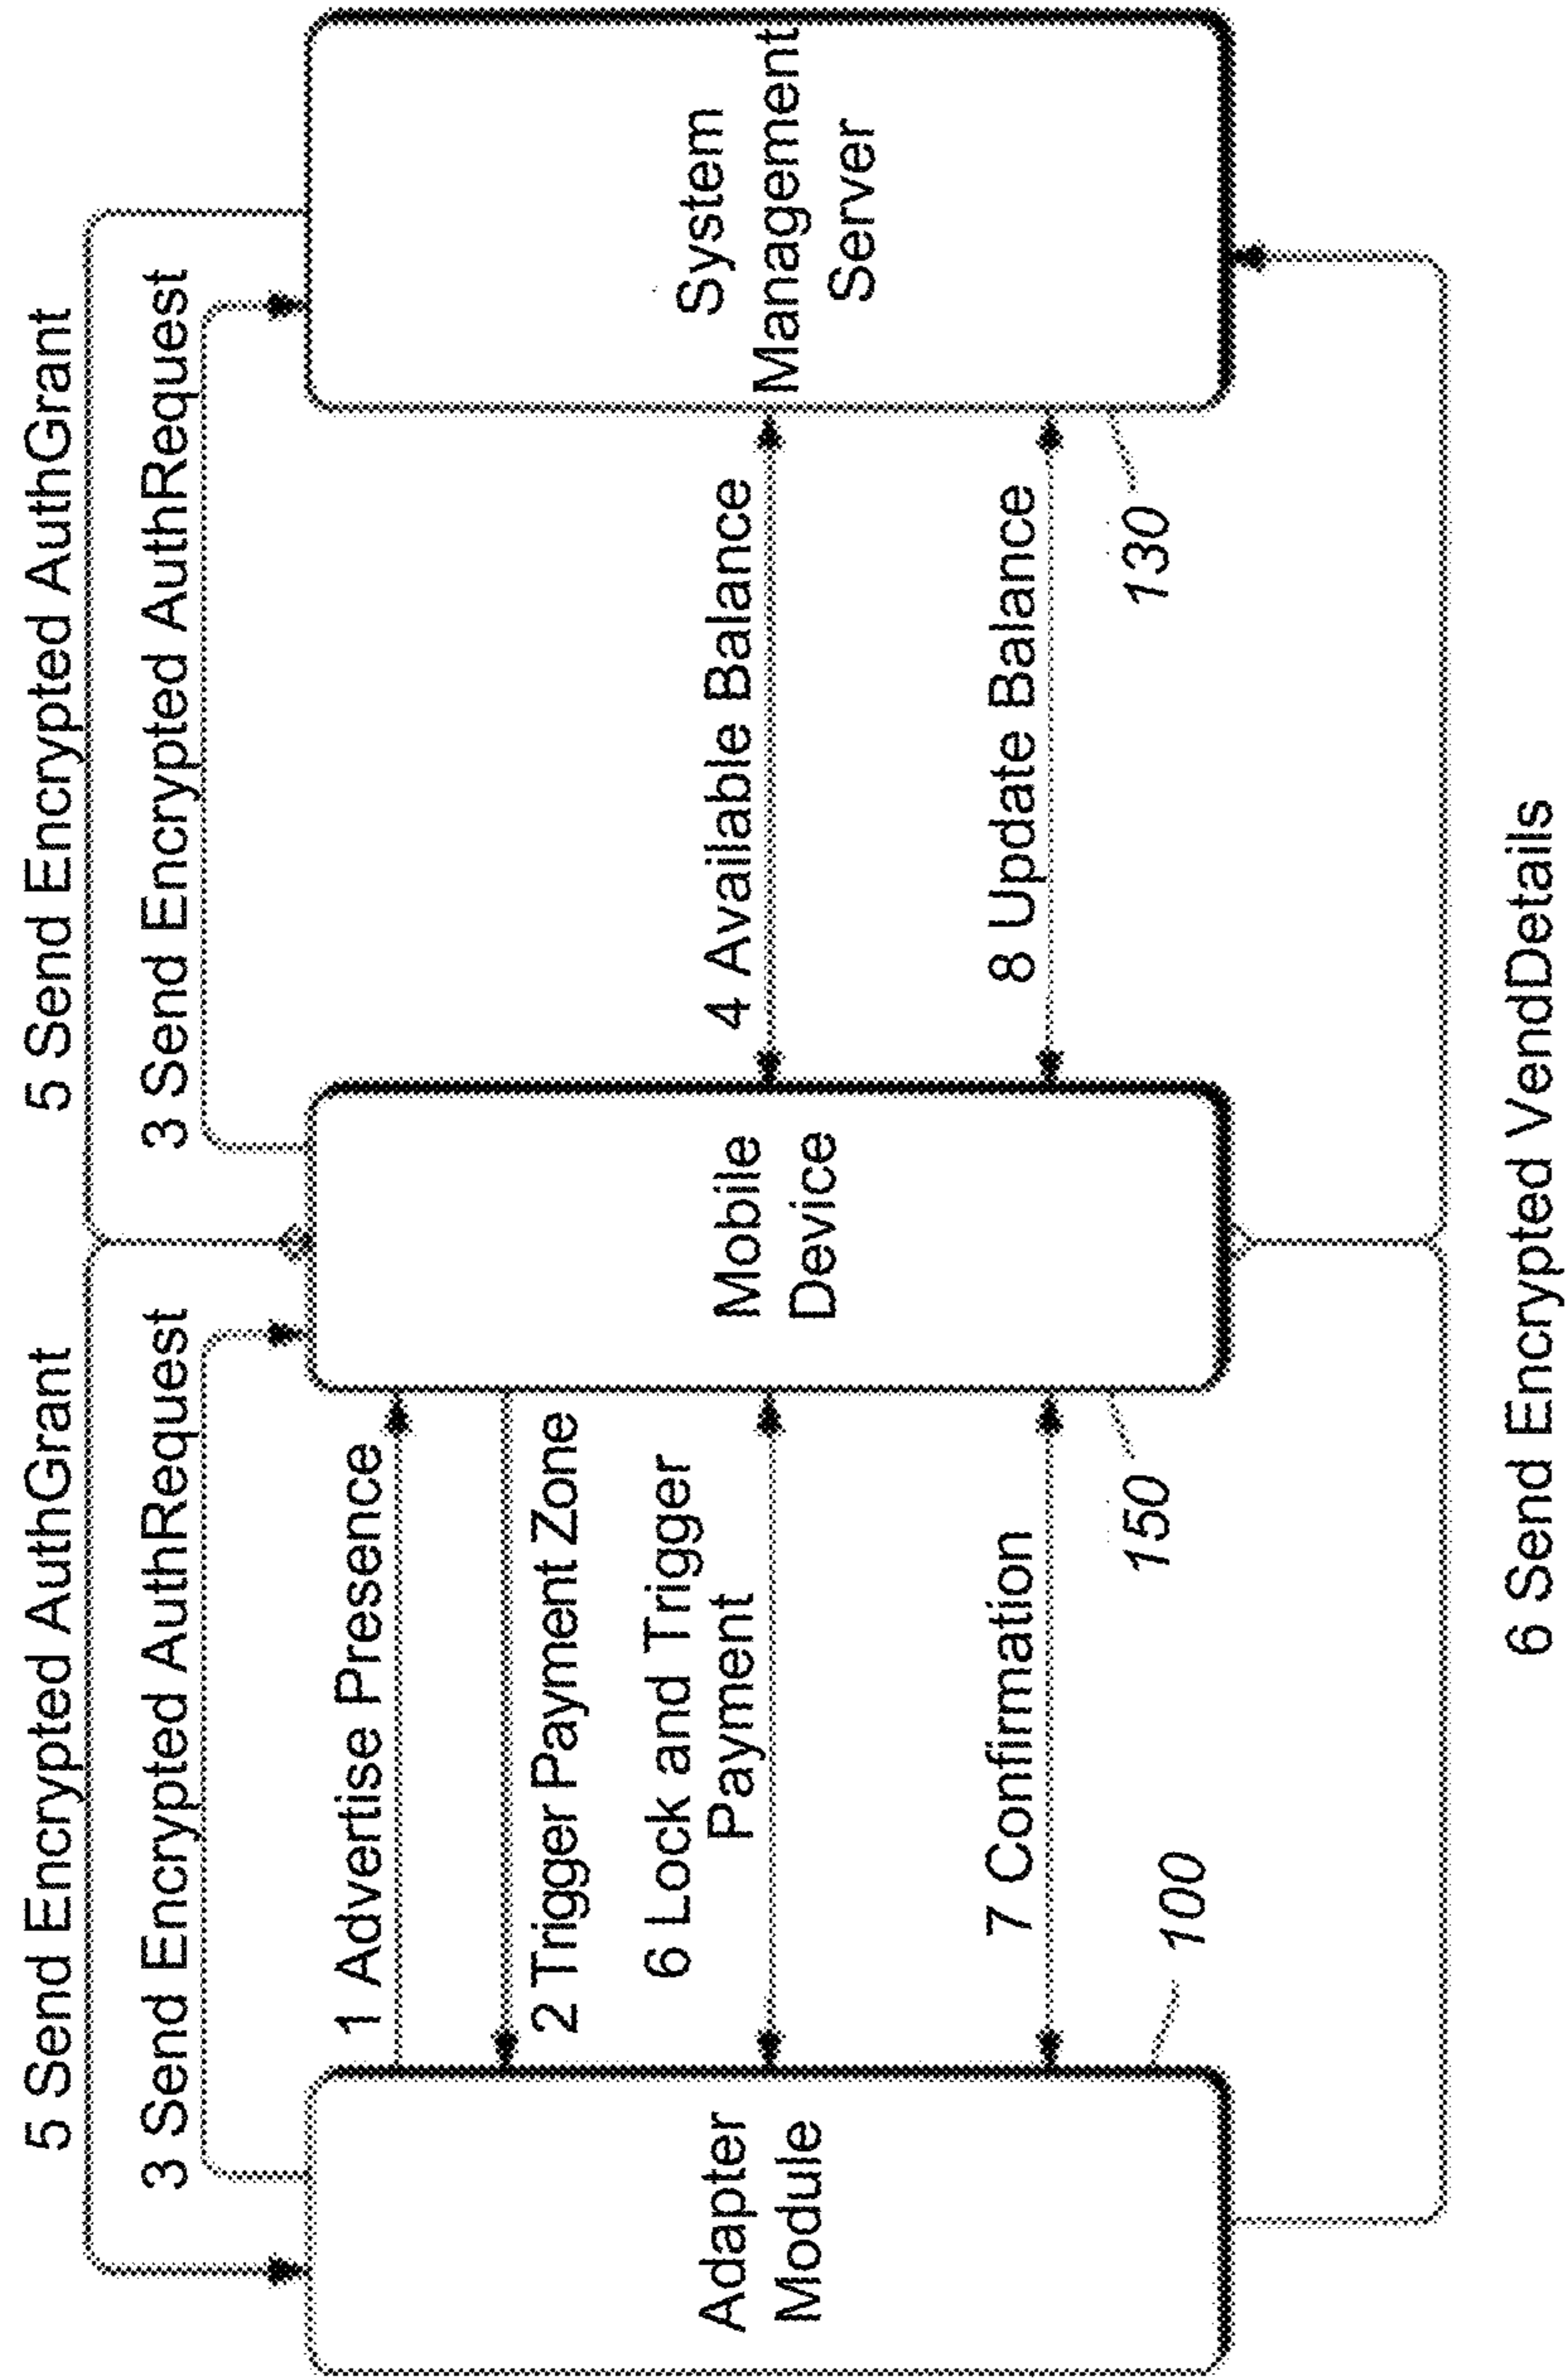 5 Send Encrypted AuthGrant
5 Send Encrypted AuthGrant
3 Send Encrypted AuthRequest
3 Send Encrypted AuthRequest
1 Advertise Presence
2 Trigger Payment Zone
6 Lock and Trigger
Payment
4 Available Balance
7 Confirmation
8 Update Balance
Adapter
Module
Mobile
Device
System
Management
Server
100
150
130
6 Send Encrypted VendDetails